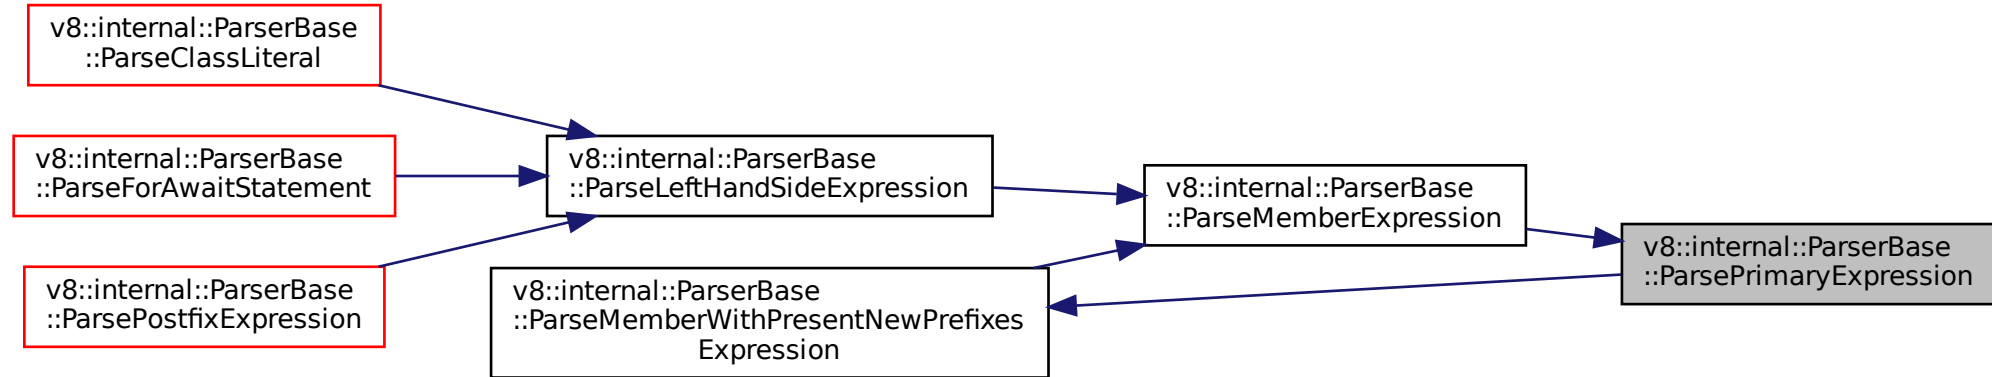 v8::internal::ParserBase
::ParseClassLiteral
v8::internal::ParserBase
::ParseForAwaitStatement
v8::internal::ParserBase
::ParsePostfixExpression
v8::internal::ParserBase
::ParseLeftHandSideExpression
v8::internal::ParserBase
::ParseMemberWithPresentNewPrefixes
Expression
v8::internal::ParserBase
::ParseMemberExpression
v8::internal::ParserBase
::ParsePrimaryExpression